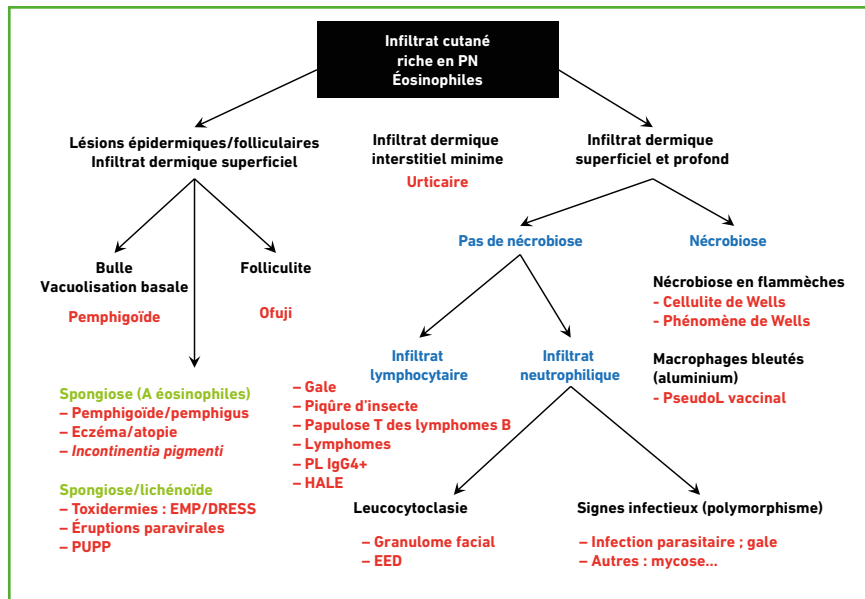 Infiltrat cutané
riche en PN
Éosinophiles
Lésions épidermiques/folliculaires
Infiltrat dermique superficiel
Infiltrat dermique
interstitiel minime
Urticaire
Infiltrat dermique
superficiel et profond
Bulle
Vacuolisation basale
Pemphigoïde
Folliculite
Ofuji
Pas de nécrobiose
Nécrobiose
Nécrobiose en flammèches
- Cellulite de Wells
- Phénomène de Wells
Macrophages bleutés
(aluminium)
- PseudoL vaccinal
Infiltrat
lymphocytaire
Infiltrat
neutrophilique
Spongiose (A éosinophiles)
– Pemphigoïde/pemphigus
– Eczéma/atopie
– Incontinentia pigmenti
Spongiose/lichénoïde
– Toxidermies : EMP/DRESS
– Éruptions paravirales
– PUPP
– Gale
– Piqûre d'insecte
– Papulose T des lymphomes B
– Lymphomes
– PL IgG4+
– HALE
Leucocytoclasie
– Granulome facial
– EED
Signes infectieux (polymorphisme)
– Infection parasitaire ; gale
– Autres : mycose...